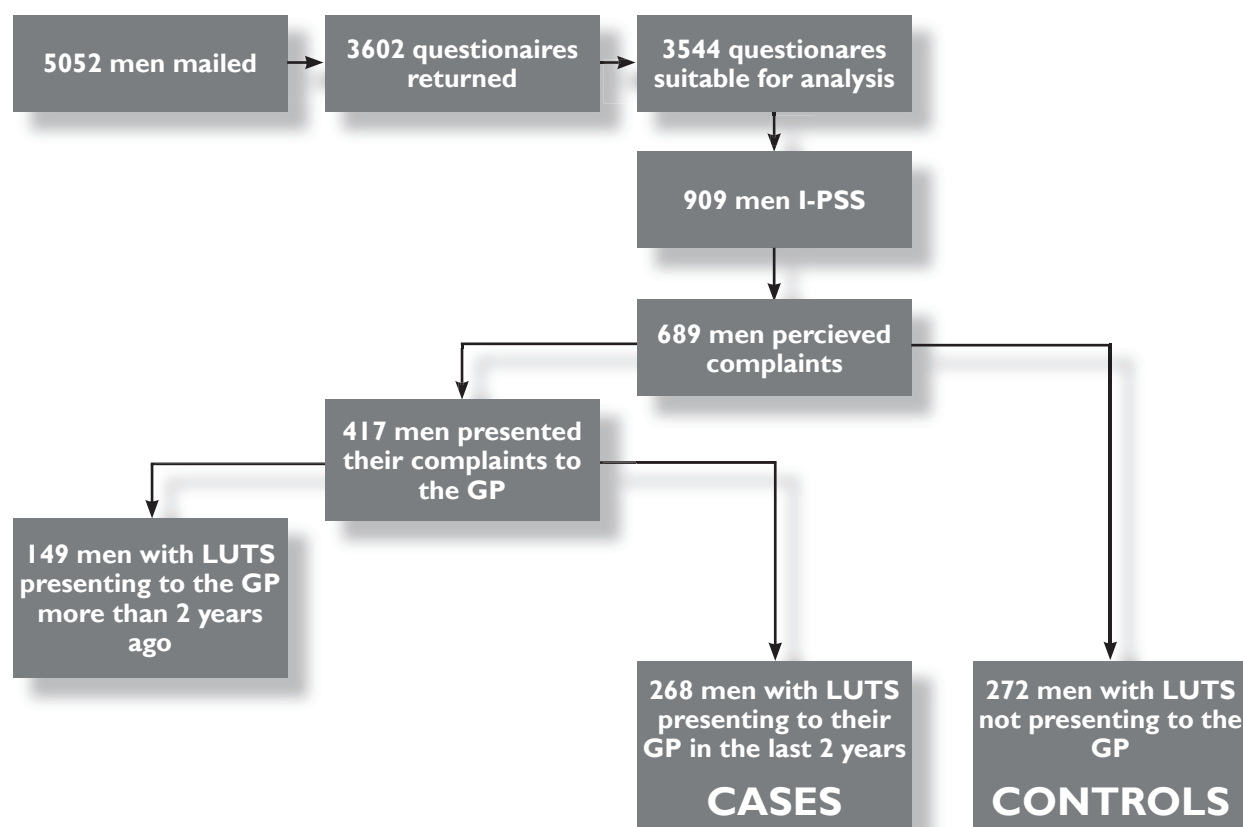 5052 men mailed
3602 questionaires
returned
3544 questionares
suitable for analysis
909 men I-PSS
689 men percieved
complaints
417 men presented
their complaints to
the GP
149 men with LUTS
presenting to the GP
more than 2 years
ago
268 men with LUTS
presenting to their
GP in the last 2 years
CASES
272 men with LUTS
not presenting to the
GP
CONTROLS